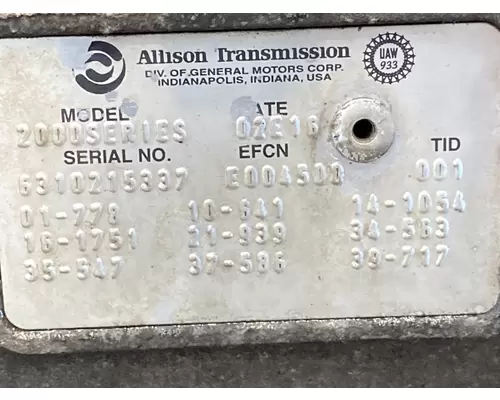 Allison Transmission
DIV. OF GENERAL MOTORS CORP.
INDIANAPOLIS, INDIANA, USA
UAW
933
MODEL ATE
2000SERIES 02E16
SERIAL NO. EFCN TID
6310215337 E004500 001
01-778 10-641 14-1054
16-1751 21-939 34-563
35-547 37-586 39-717